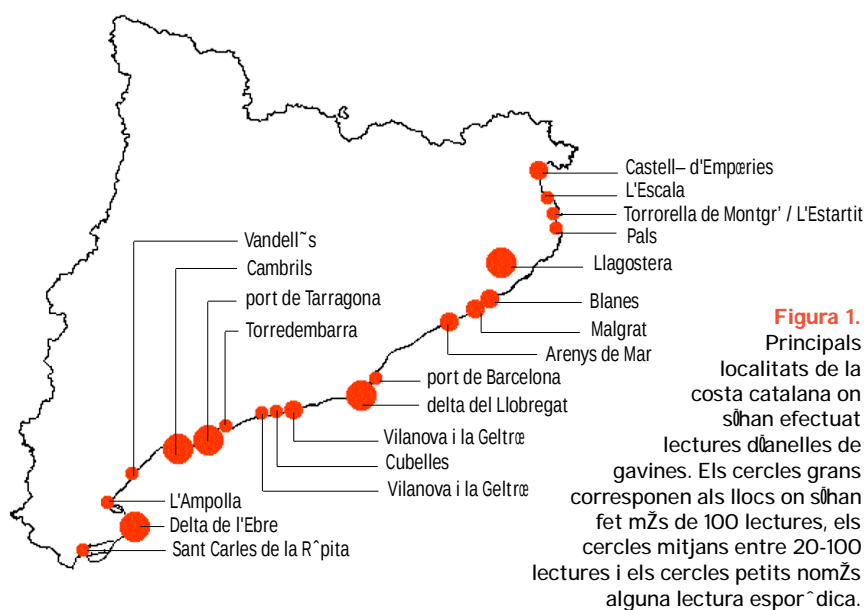 Castell– d'Empœries
L'Escala
Torrorella de Montgr' / L'Estartit
Pals
Llagostera
Blanes
Malgrat
Arenys de Mar
port de Barcelona
delta del Llobregat
Vilanova i la Geltrœ
Cubelles
Vilanova i la Geltrœ
Vandell˜s
Cambrils
port de Tarragona
Torredembarra
L'Ampolla
Delta de l'Ebre
Sant Carles de la Rˆpita
Figura 1.
Principals
localitats de la
costa catalana on
sÛhan efectuat
lectures dÛanelles de
gavines. Els cercles grans
corresponen als llocs on sÛhan
fet mŽs de 100 lectures, els
cercles mitjans entre 20-100
lectures i els cercles petits nomŽs
alguna lectura esporˆdica.